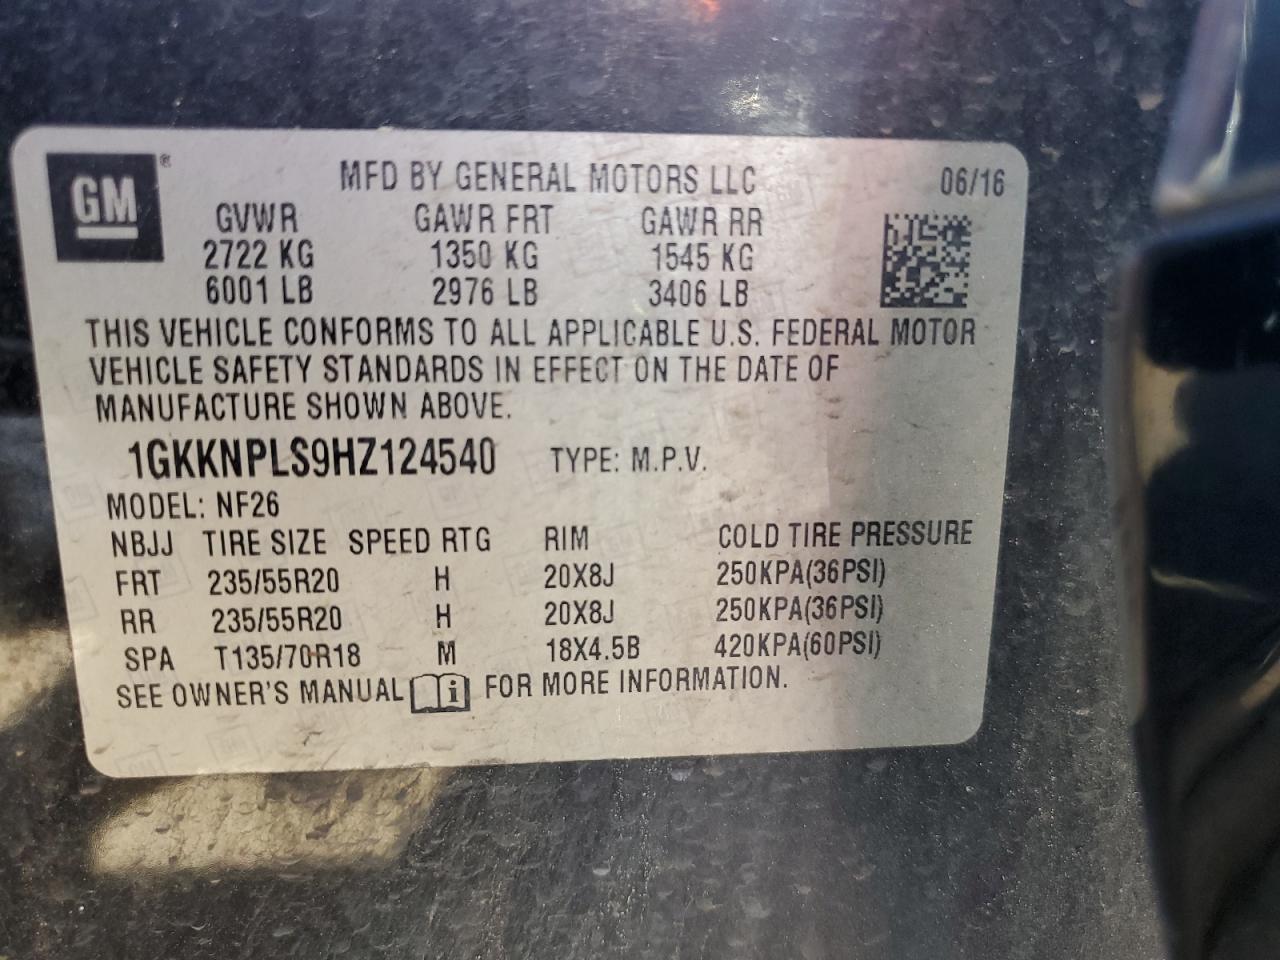 GM ®
MFD BY GENERAL MOTORS LLC 06/16
GVWR GAWR FRT GAWR RR
2722 KG 1350 KG 1545 KG
6001 LB 2976 LB 3406 LB
THIS VEHICLE CONFORMS TO ALL APPLICABLE U.S. FEDERAL MOTOR
VEHICLE SAFETY STANDARDS IN EFFECT ON THE DATE OF
MANUFACTURE SHOWN ABOVE.
1GKKNPLS9HZ124540 TYPE: M.P.V.
MODEL: NF26
NBJJ TIRE SIZE SPEED RTG RIM COLD TIRE PRESSURE
FRT 235/55R20 H 20X8J 250KPA(36PSI)
RR 235/55R20 H 20X8J 250KPA(36PSI)
SPA T135/70R18 M 18X4.5B 420KPA(60PSI)
SEE OWNER'S MANUAL i FOR MORE INFORMATION.